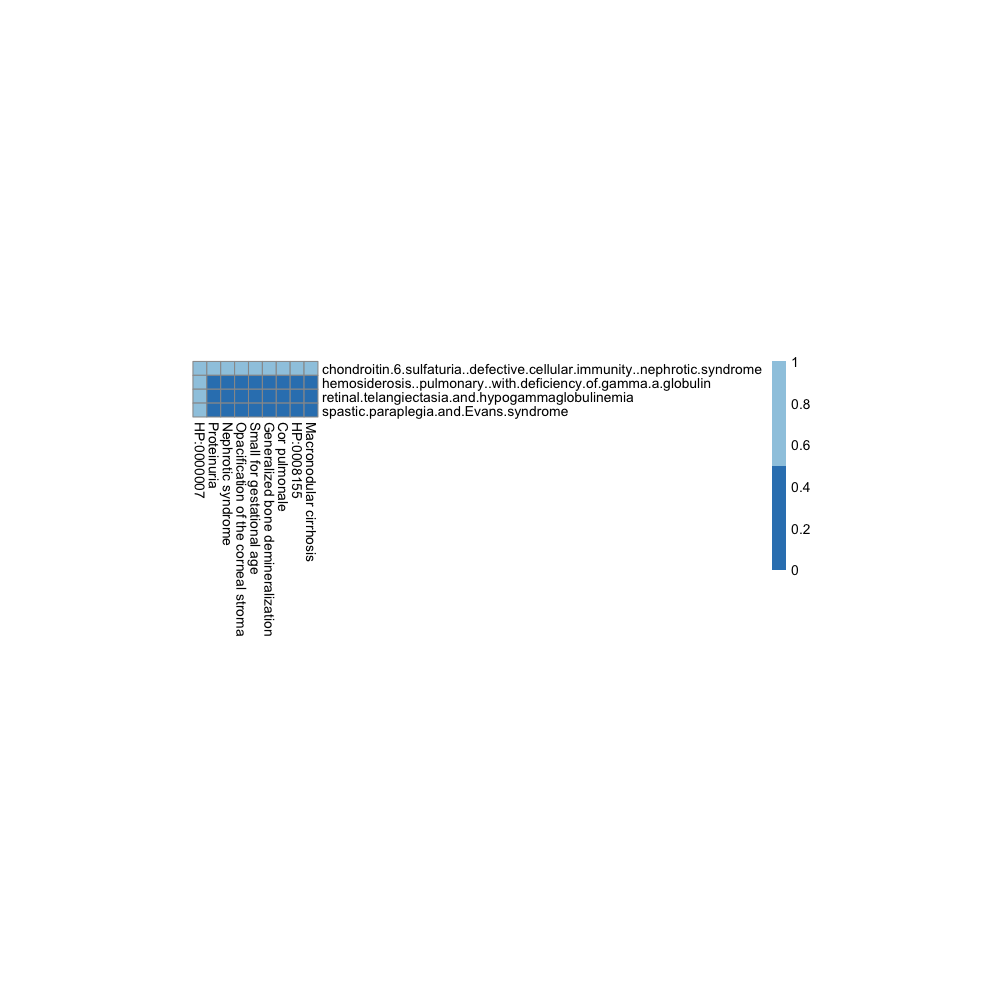 chondroitin.6.sulfaturia..defective.cellular.immunity..nephrotic.syndrome
hemosiderosis..pulmonary..with.deficiency.of.gamma.a.globulin
retinal.telangiectasia.and.hypogammaglobulinemia
spastic.paraplegia.and.Evans.syndrome
HP:0000007
Proteinuria
Nephrotic syndrome
Opacification of the corneal stroma
Small for gestational age
Generalized bone demineralization
Cor pulmonale
HP:0008155
Macronodular cirrhosis
1
0.8
0.6
0.4
0.2
0